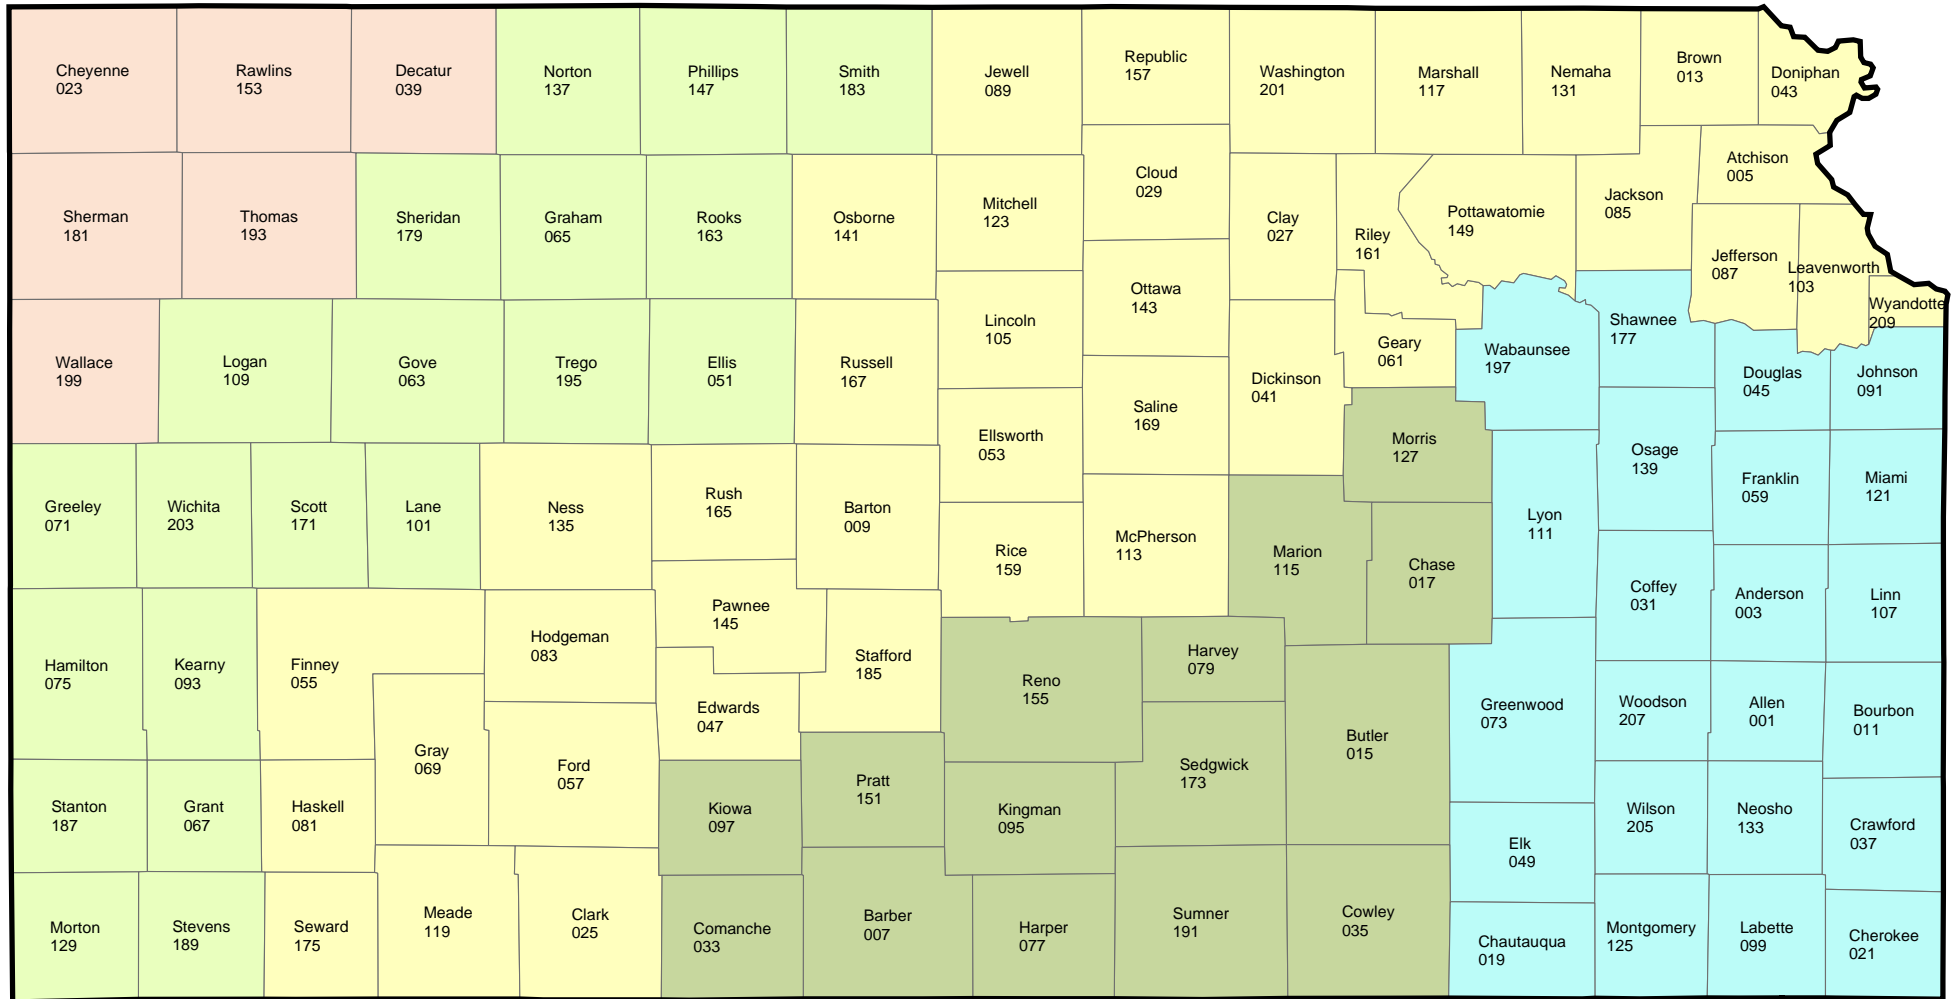 Cheyenne
023
Rawlins
153
Decatur
039
Norton
137
Phillips
147
Smith
183
Jewell
089
Republic
157
Washington
201
Marshall
117
Nemaha
131
Brown
013
Doniphan
043
Sherman
181
Thomas
193
Sheridan
179
Graham
065
Rooks
163
Osborne
141
Mitchell
123
Cloud
029
Clay
027
Riley
161
Pottawatomie
149
Jackson
085
Atchison
005
Jefferson
087
Leavenworth
103
Wyandotte
209
Wallace
199
Logan
109
Gove
063
Trego
195
Ellis
051
Russell
167
Lincoln
105
Ottawa
143
Dickinson
041
Geary
061
Wabaunsee
197
Shawnee
177
Douglas
045
Johnson
091
Ellsworth
053
Saline
169
Morris
127
Osage
139
Franklin
059
Miami
121
Greeley
071
Wichita
203
Scott
171
Lane
101
Ness
135
Rush
165
Barton
009
Rice
159
McPherson
113
Marion
115
Chase
017
Lyon
111
Coffey
031
Anderson
003
Linn
107
Hamilton
075
Kearny
093
Finney
055
Hodgeman
083
Pawnee
145
Stafford
185
Edwards
047
Reno
155
Harvey
079
Butler
015
Greenwood
073
Woodson
207
Allen
001
Bourbon
011
Gray
069
Ford
057
Sedgwick
173
Stanton
187
Grant
067
Haskell
081
Kiowa
097
Pratt
151
Kingman
095
Elk
049
Wilson
205
Neosho
133
Crawford
037
Morton
129
Stevens
189
Seward
175
Meade
119
Clark
025
Comanche
033
Barber
007
Harper
077
Sumner
191
Cowley
035
Chautauqua
019
Montgomery
125
Labette
099
Cherokee
021